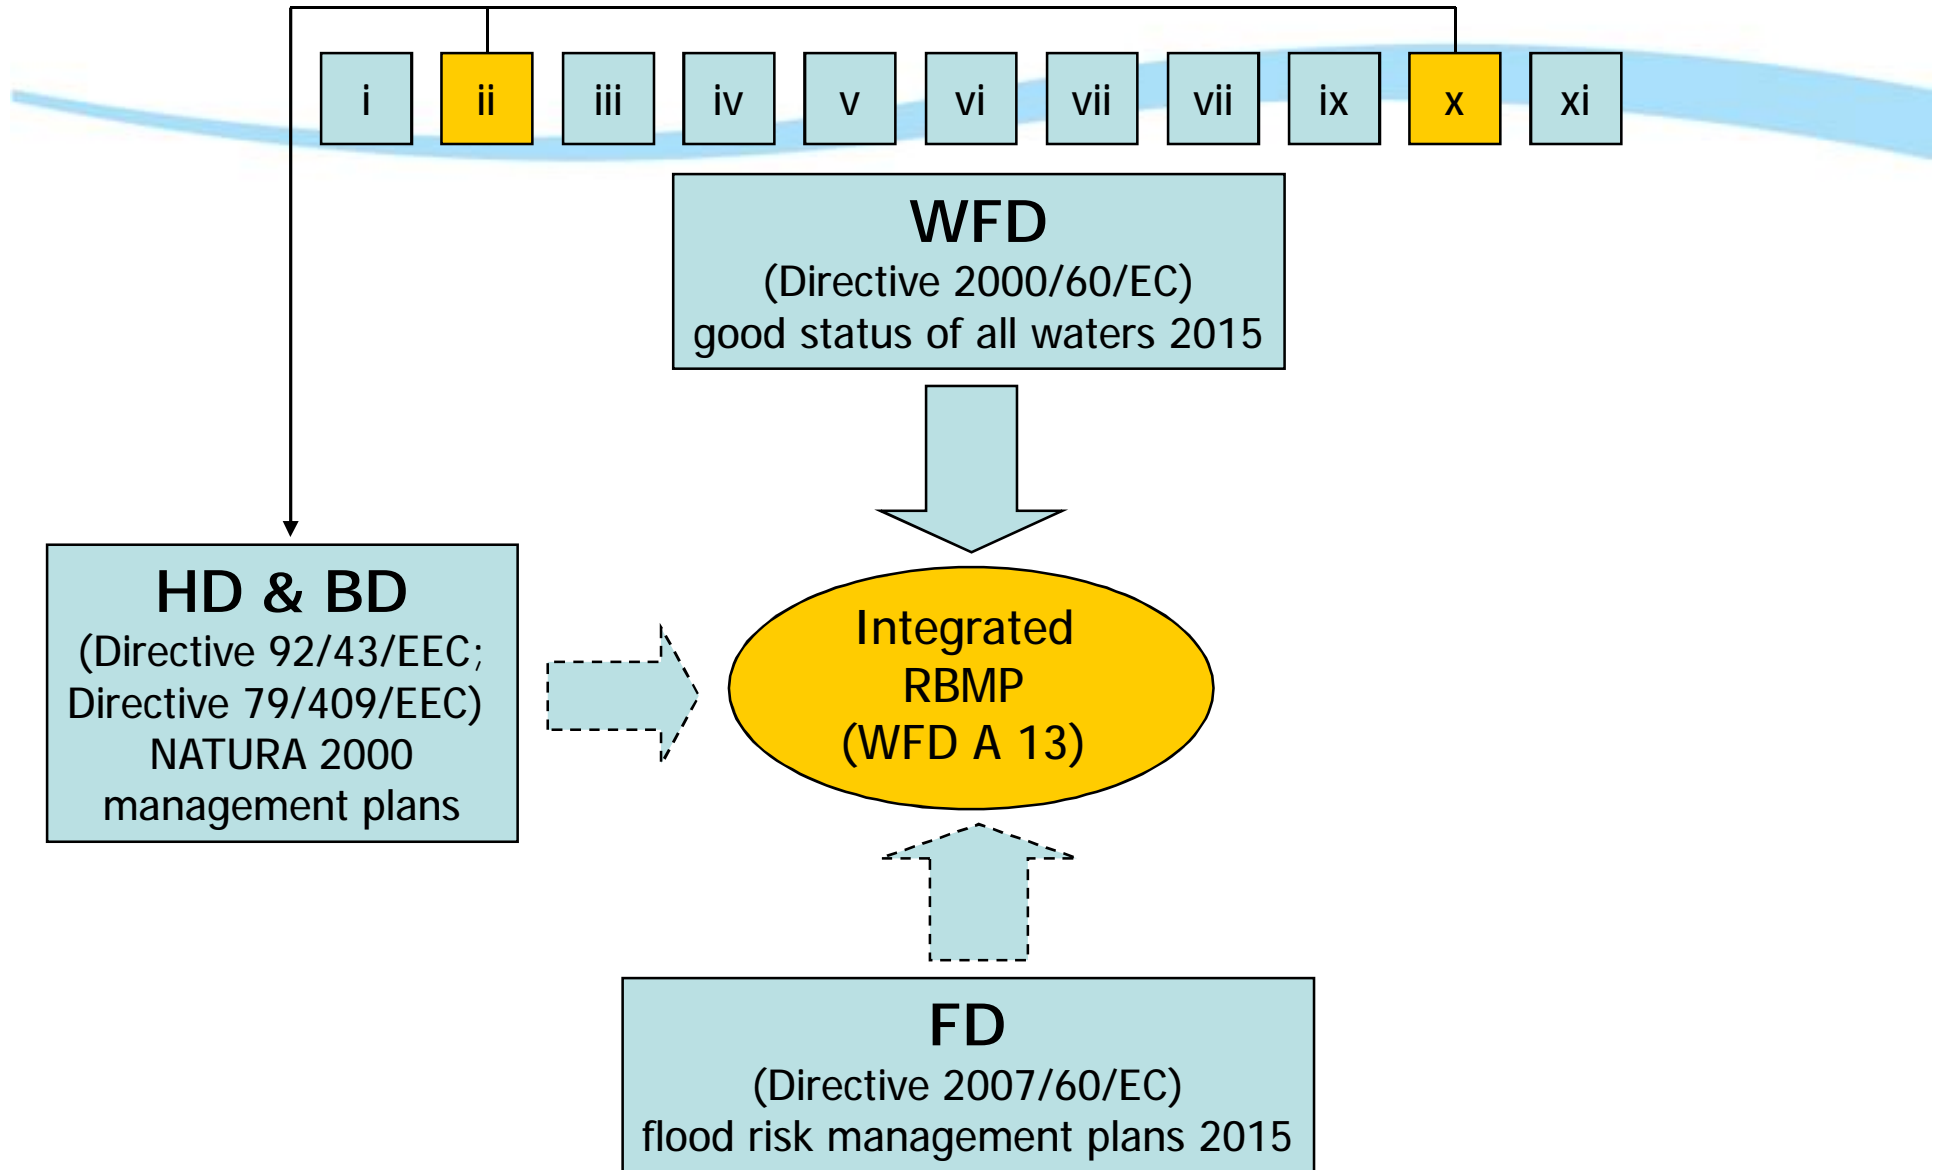 i ii iii iv v vi vii vii ix x xi
WFD
(Directive 2000/60/EC)
good status of all waters 2015
HD & BD
(Directive 92/43/EEC;
Directive 79/409/EEC)
NATURA 2000
management plans
Integrated
RBMP
(WFD A 13)
FD
(Directive 2007/60/EC)
flood risk management plans 2015